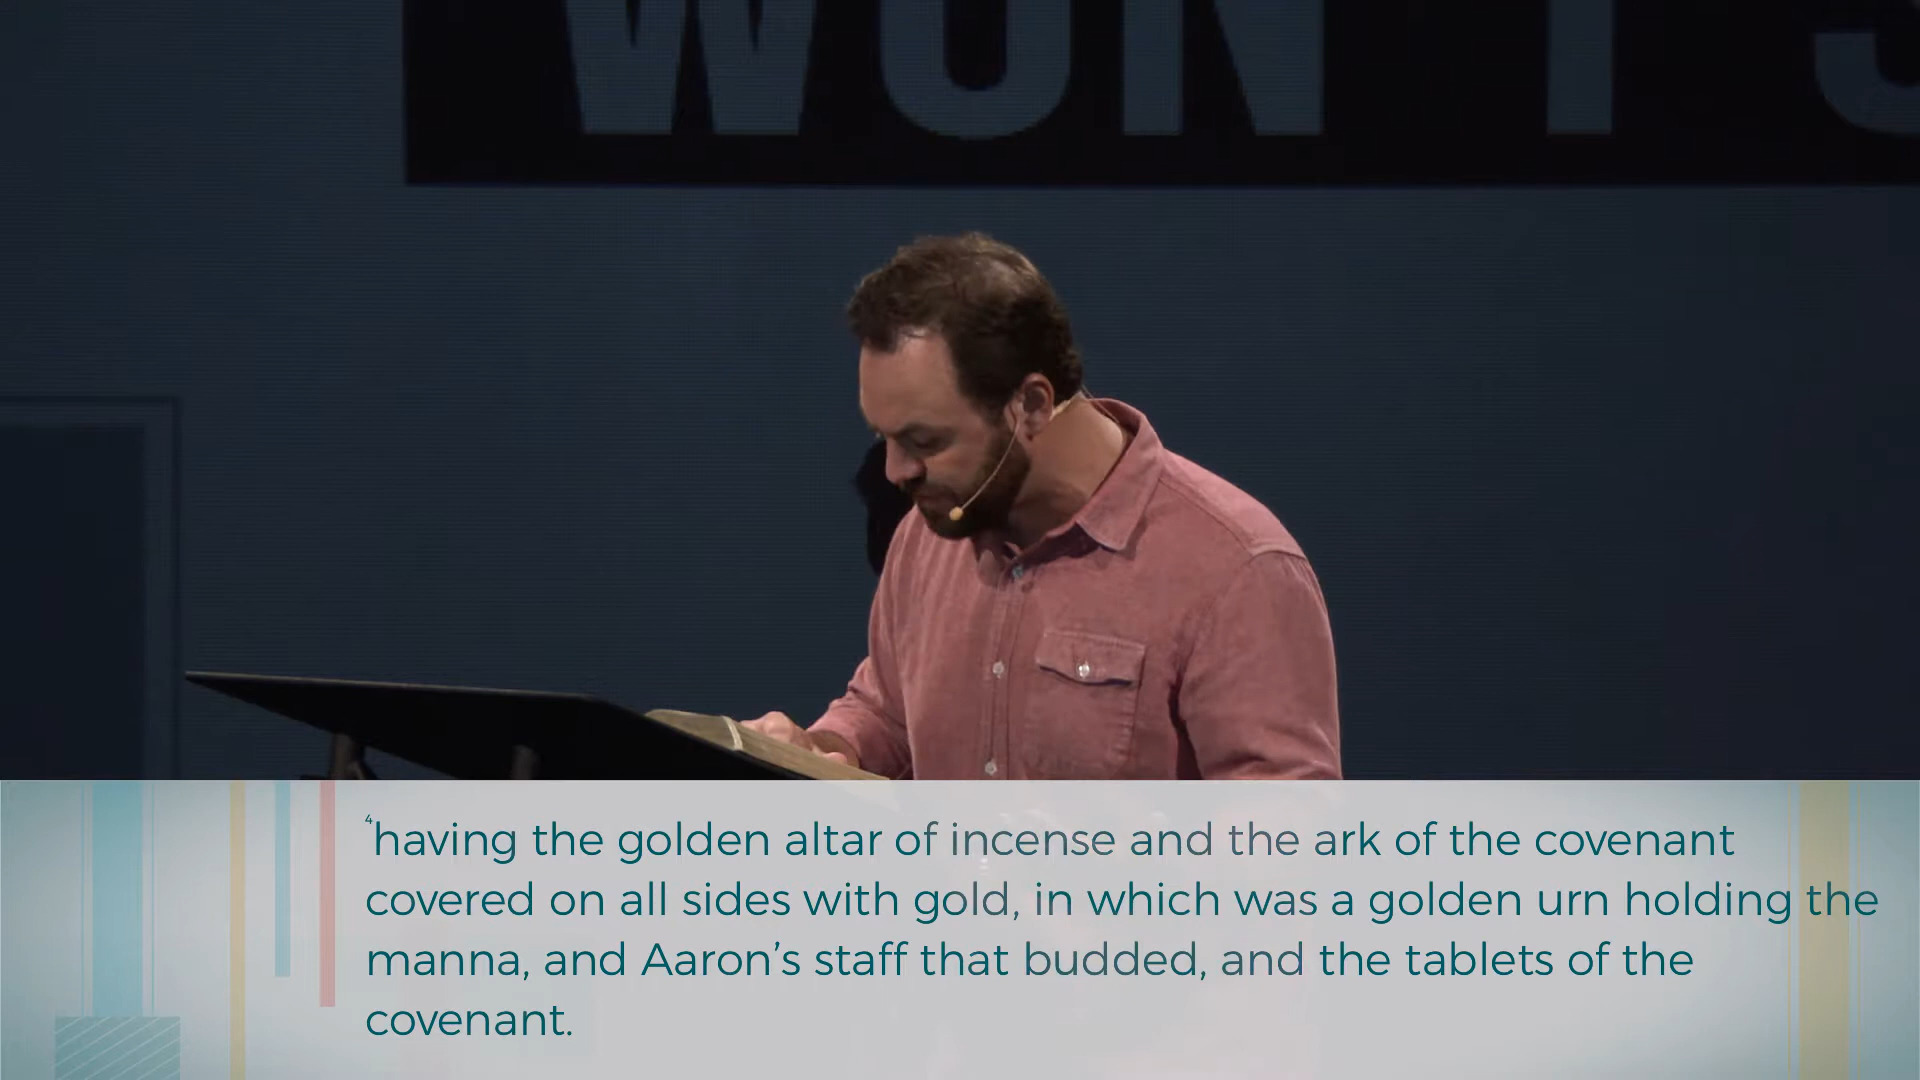 WON'T S
⁴having the golden altar of incense and the ark of the covenant
covered on all sides with gold, in which was a golden urn holding the
manna, and Aaron’s staff that budded, and the tablets of the
covenant.